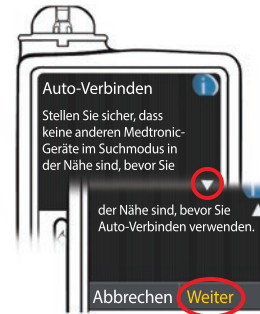 Auto-Verbinden
Stellen Sie sicher, dass
keine anderen Medtronic-
Geräte im Suchmodus in
der Nähe sind, bevor Sie
der Nähe sind, bevor Sie
Auto-Verbinden verwenden.
Abbrechen Weiter